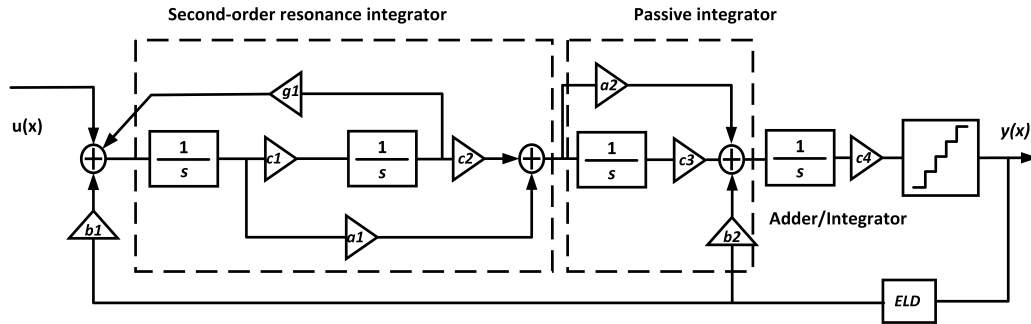 Second-order resonance integrator
Passive integrator
g1
a2
u(x)
y(x)
1
s
c1
1
s
c2
1
s
c3
1
s
c4
b1
a1
b2
Adder/Integrator
ELD